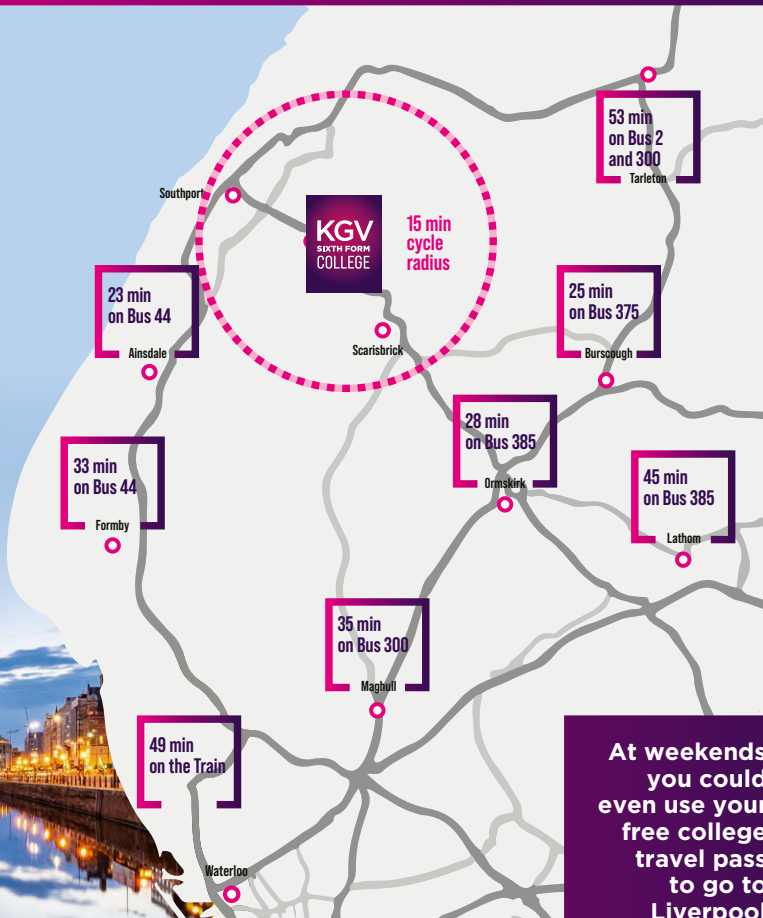 53 min
on Bus 2
and 300
Tarleton
Southport
KGV
SIXTH FORM
COLLEGE
15 min
cycle
radius
23 min
on Bus 44
Ainsdale
25 min
on Bus 375
Burscough
Scarisbrick
28 min
on Bus 385
Ormskirk
33 min
on Bus 44
Formby
45 min
on Bus 385
Lathom
35 min
on Bus 300
Maghull
49 min
on the Train
Waterloo
At weekends
you could
even use your
free college
travel pass
to go to
Liverpool